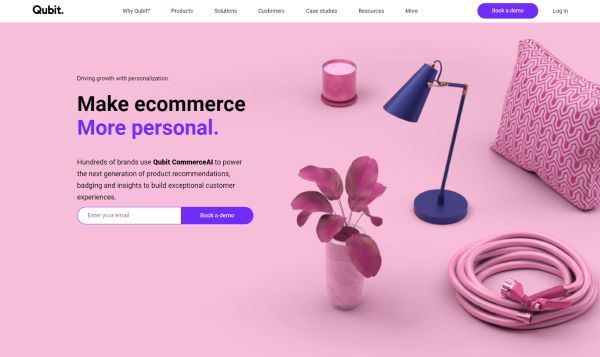 Qubit.
Why Qubit?
Products
Solutions
Customers
Case studies
Resources
More
Book a demo
Log in
Driving growth with personalization.
Make ecommerce
More personal.
Hundreds of brands use Qubit CommerceAI to power
the next generation of product recommendations,
badging and insights to build exceptional customer
experiences.
Enter your email
Book a demo